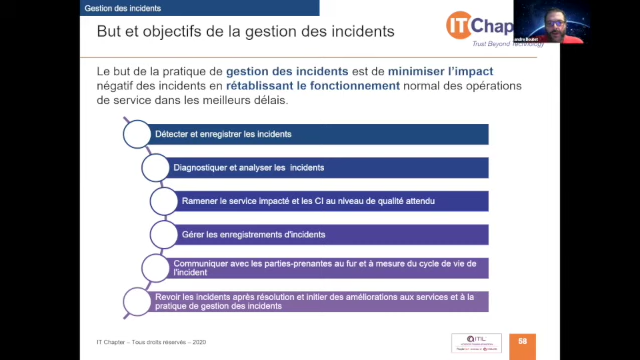 Gestion des incidents
But et objectifs de la gestion des incidents
IT Chapter
Trust Beyond Technology
Le but de la pratique de gestion des incidents est de minimiser l'impact
négatif des incidents en rétablissant le fonctionnement normal des opérations
de service dans les meilleurs délais.
Détecter et enregistrer les incidents
Diagnostiquer et analyser les incidents
Ramener le service impacté et les CI au niveau de qualité attendu
Gérer les enregistrements d'incidents
Communiquer avec les parties-prenantes au fur et à mesure du cycle de vie de
l'incident
Revoir les incidents après résolution et initier des améliorations aux services et à la
pratique de gestion des incidents
IT Chapter – Tous droits réservés – 2020
ITIL
58